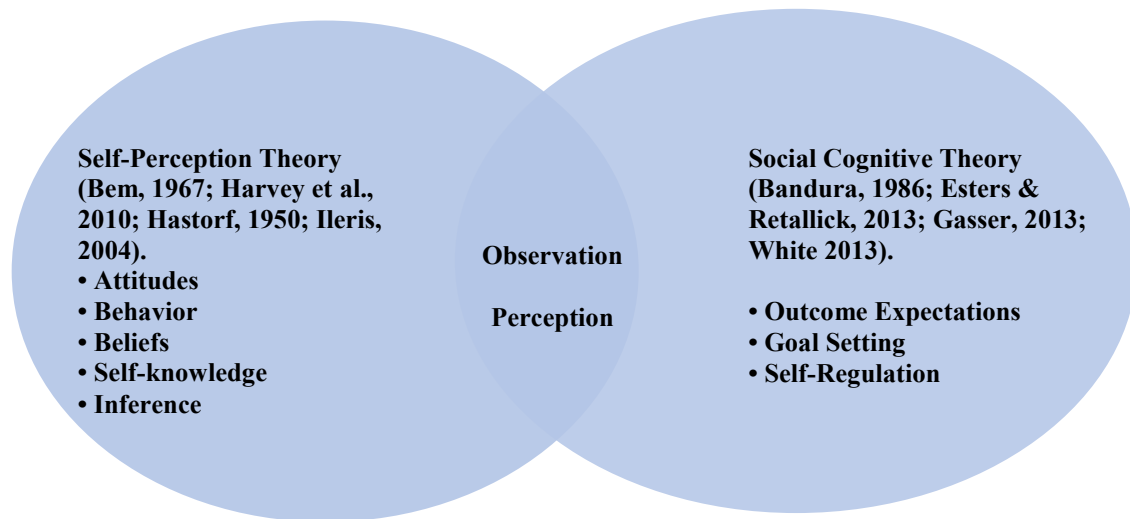 Self-Perception Theory
(Bem, 1967; Harvey et al.,
2010; Hastorf, 1950; Ileris,
2004).
• Attitudes
• Behavior
• Beliefs
• Self-knowledge
• Inference
Observation
Perception
Social Cognitive Theory
(Bandura, 1986; Esters &
Retallick, 2013; Gasser, 2013;
White 2013).
• Outcome Expectations
• Goal Setting
• Self-Regulation